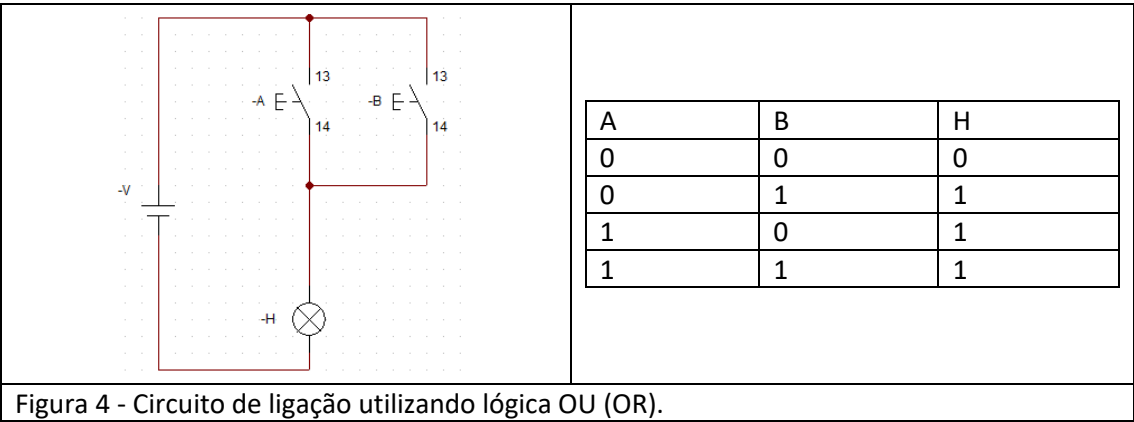 13
13
-A
-B
14
14
-V
-H
A B H
0 0 0
0 1 1
1 0 1
1 1 1
Figura 4 - Circuito de ligação utilizando lógica OU (OR).